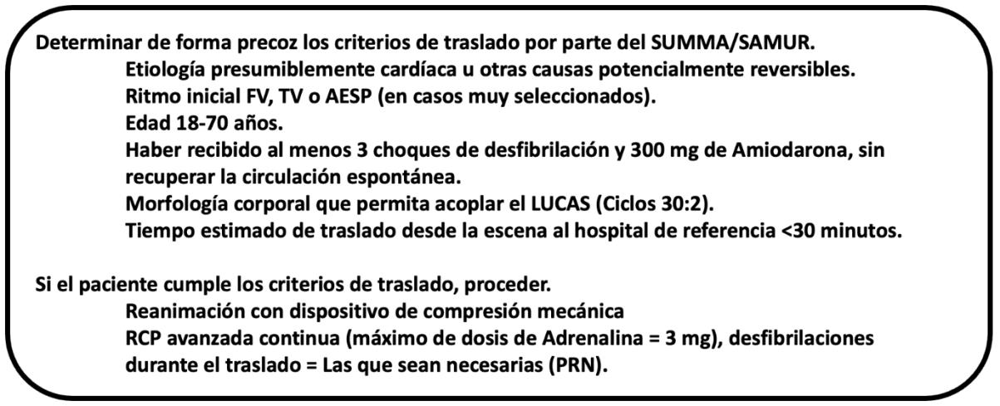 Determinar de forma precoz los criterios de traslado por parte del SUMMA/SAMUR.
Etiología presumiblemente cardíaca u otras causas potencialmente reversibles.
Ritmo inicial FV, TV o AESP (en casos muy seleccionados).
Edad 18-70 años.
Haber recibido al menos 3 choques de desfibrilación y 300 mg de Amiodarona, sin
recuperar la circulación espontánea.
Morfología corporal que permita acoplar el LUCAS (Ciclos 30:2).
Tiempo estimado de traslado desde la escena al hospital de referencia <30 minutos.
Si el paciente cumple los criterios de traslado, proceder.
Reanimación con dispositivo de compresión mecánica
RCP avanzada continua (máximo de dosis de Adrenalina = 3 mg), desfibrilaciones
durante el traslado = Las que sean necesarias (PRN).